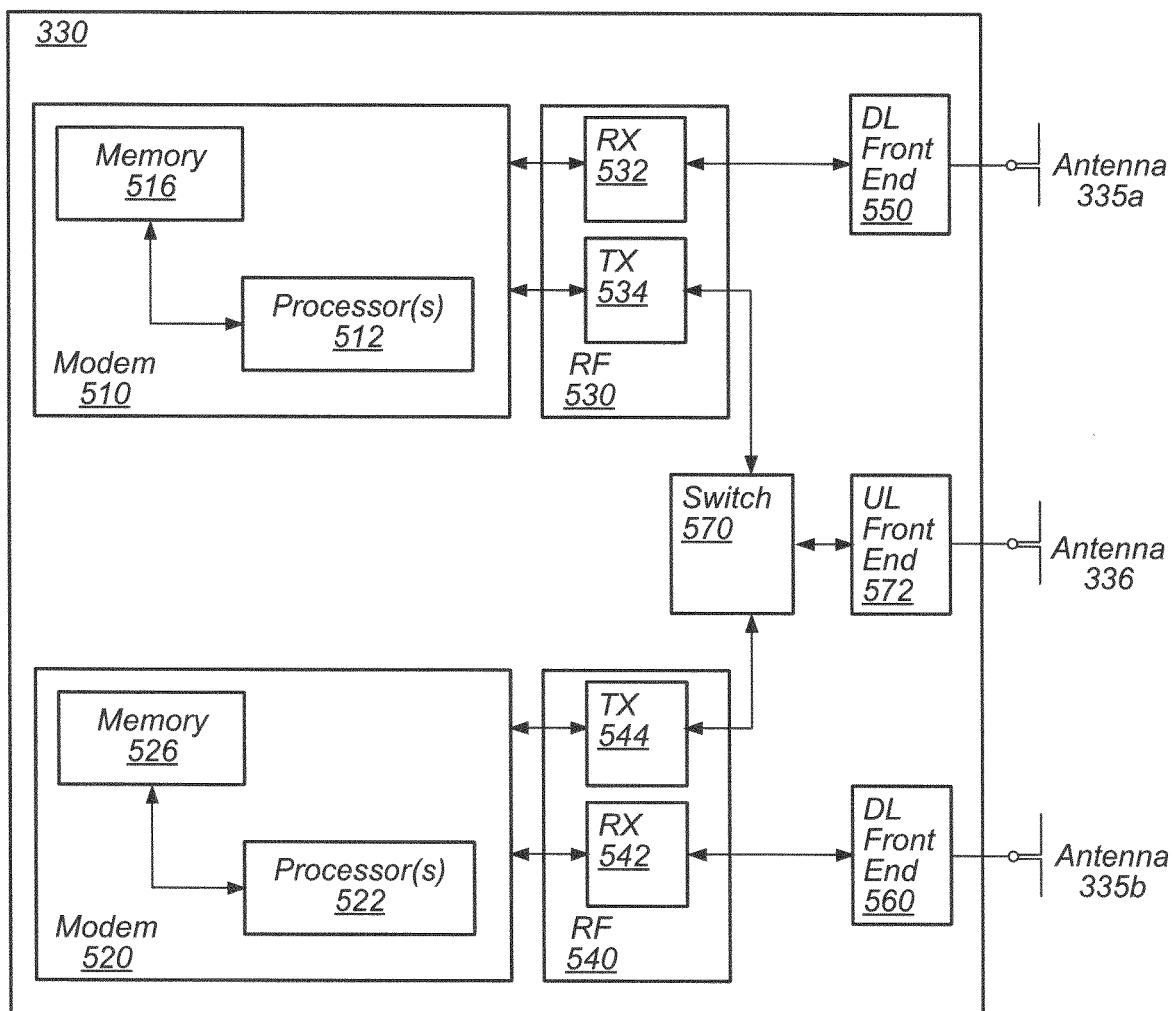 330
Memory
516
Processor(s)
512
Modem
510
RX
532
TX
534
RF
530
DL
Front
End
550
Antenna
335a
Switch
570
UL
Front
End
572
Antenna
336
Memory
526
Processor(s)
522
Modem
520
TX
544
RX
542
RF
540
DL
Front
End
560
Antenna
335b